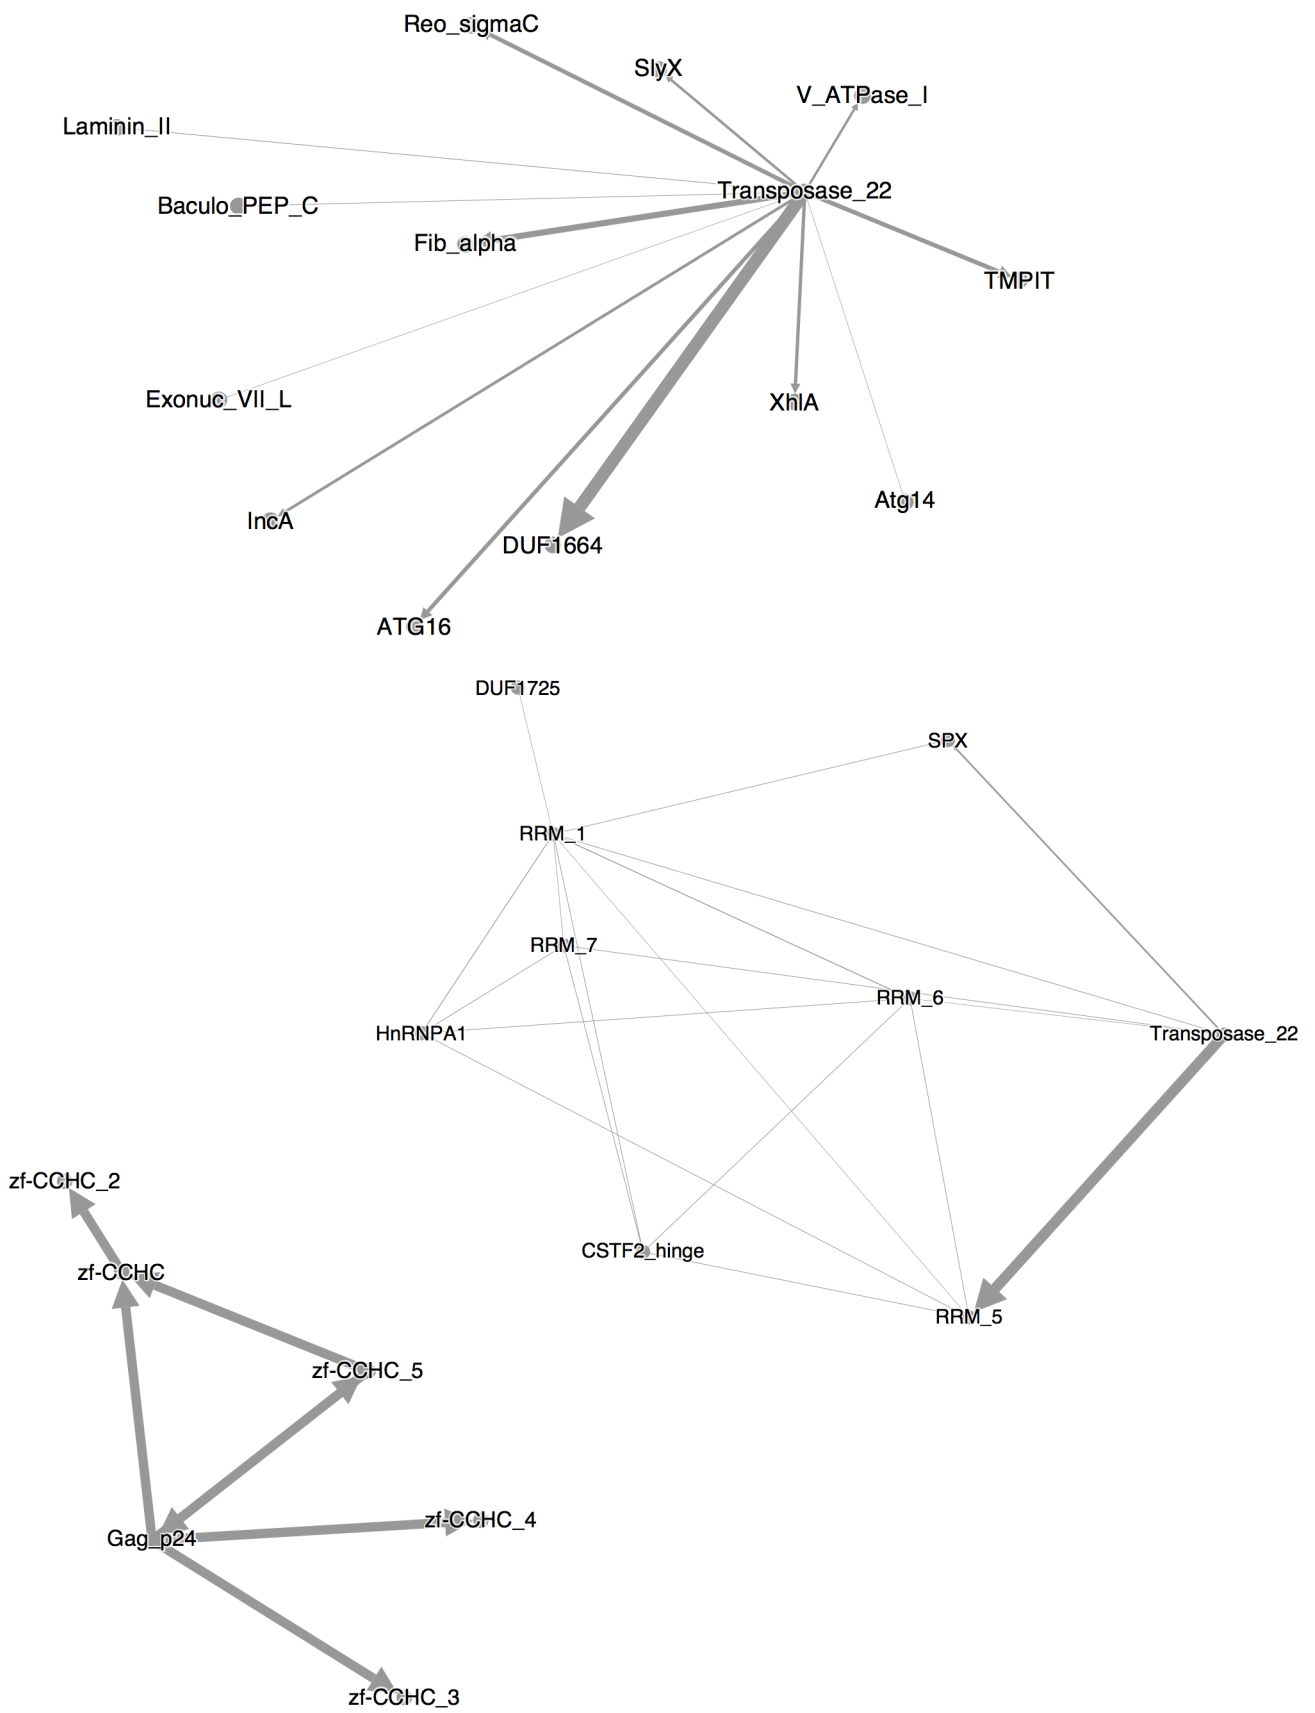 Reo_sigmaC
SlyX
V_ATPase_I
Laminin_II
Transposase_22
Baculo_PEP_C
Fib_alpha
TMPIT
Exonuc_VII_L
XhlA
Atg14
IncA
DUF1664
ATG16
DUF1725
SPX
RRM_1
RRM_7
RRM_6
HnRNPA1
Transposase_22
zf-CCHC_2
CSTF2_hinge
zf-CCHC
RRM_5
zf-CCHC_5
zf-CCHC_4
Gag_p24
zf-CCHC_3